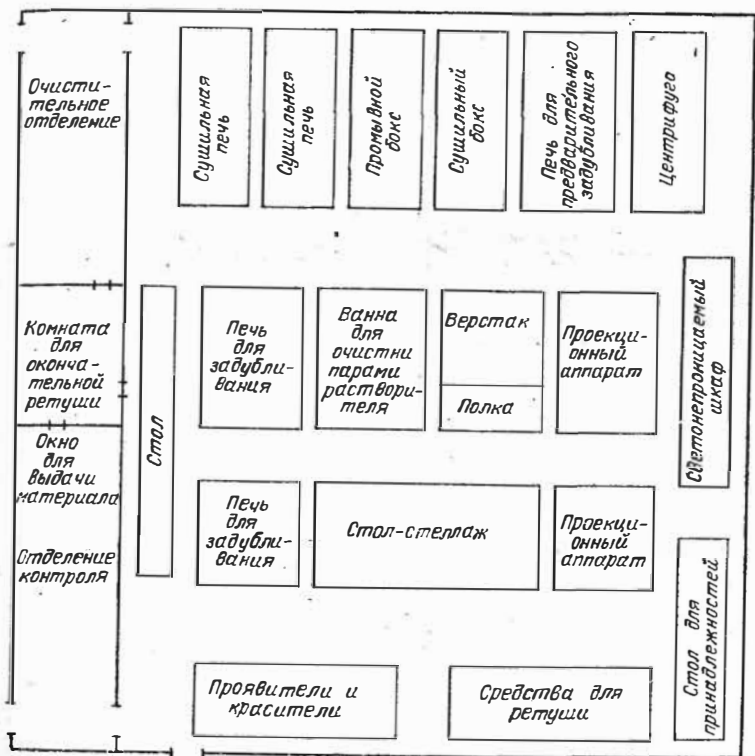 Очисти-
тельное
отделение
Сушильная
печь
Сушильная
печь
Промывной
бокс
Сушильный
бокс
Печь для
предварительного
задубливания
Центрифуга
Комната
для
оконча-
тельной
ретуши
Стол
Печь
для
задубли-
вания
Ванна
для
очистки
парами
раствори-
теля
Верстак
Полка
Проекци-
онный
аппарат
Светонепроницаемый
шкаф
Окно
для
выдачи
материала
Отделение
контроля
Печь
для
задубли-
вания
Стол-стеллаж
Проекци-
онный
аппарат
Стол для
принадлежностей
Проявители и
красители
Средства для
ретуши